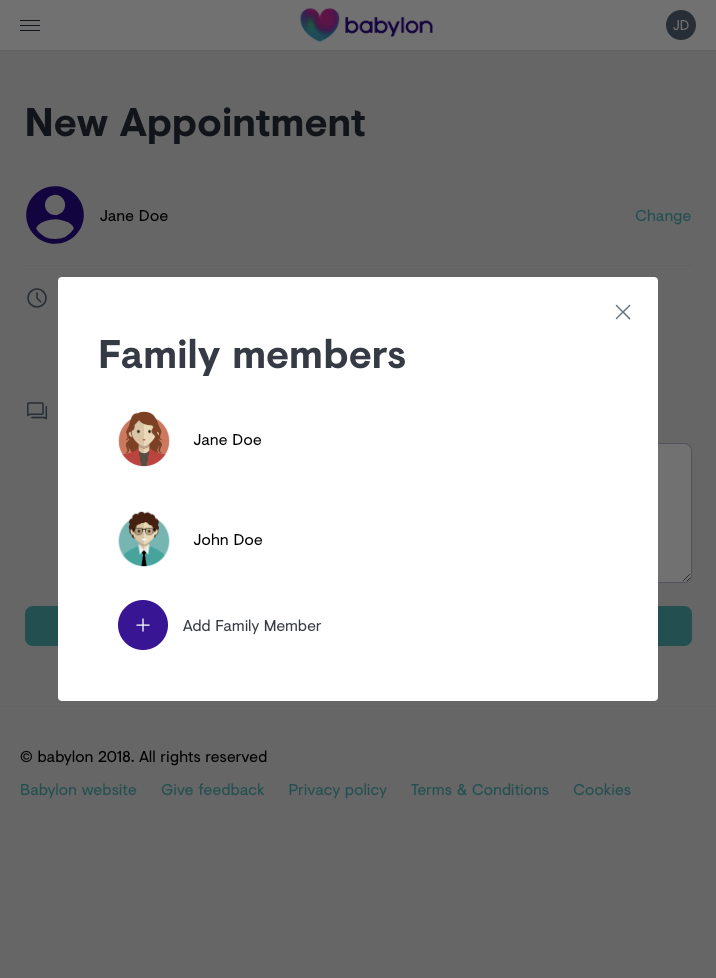 babylon
JD
New Appointment
Jane Doe
Change
Family members
Jane Doe
John Doe
Add Family Member
© babylon 2018. All rights reserved
Babylon website Give feedback Privacy policy Terms & Conditions Cookies